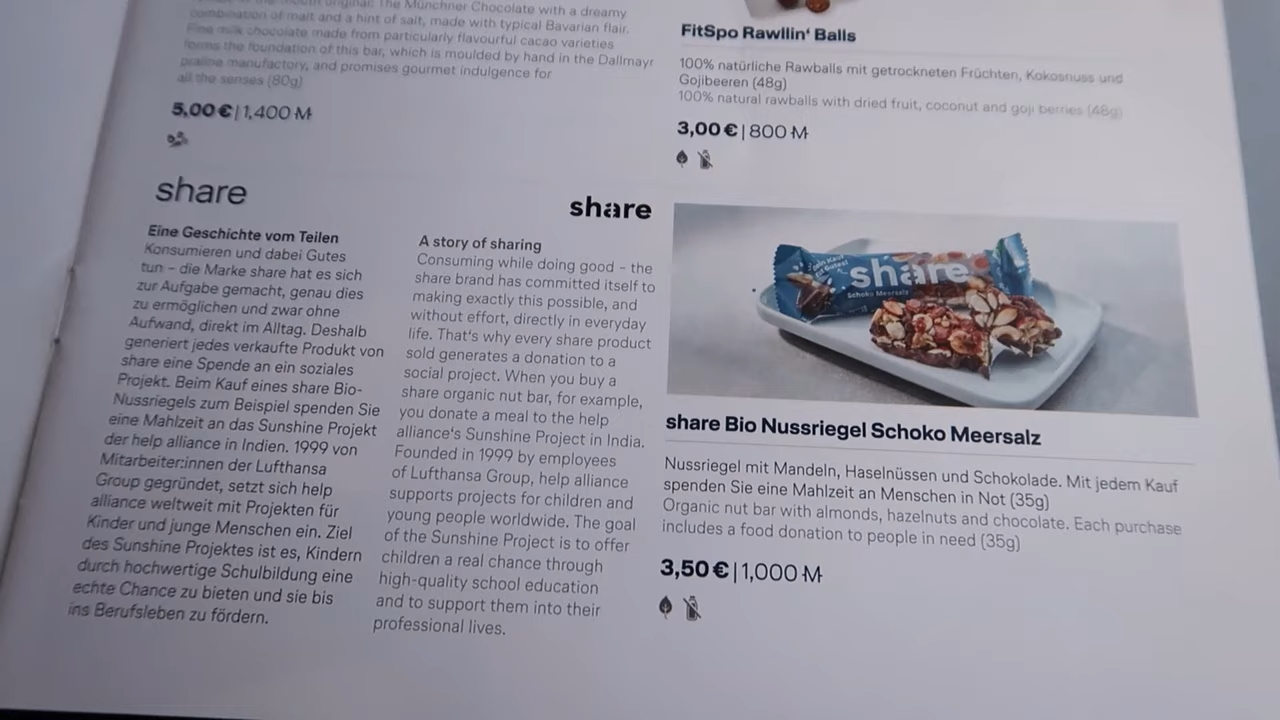 The Münchner Chocolate with a dreamy
combination of malt and a hint of salt, made with typical Bavarian flair.
Fine milk chocolate made from particularly flavourful cacao varieties
forms the foundation of this bar, which is moulded by hand in the Dallmayr
praline manufactory, and promises gourmet indulgence for
all the senses (80g)
5,00 € | 1,400 M
FitSpo Rawllin‘ Balls
100% natürliche Rawballs mit getrockneten Früchten, Kokosnuss und
Gojibeeren (48g)
100% natural rawballs with dried fruit, coconut and goji berries (48g)
3,00 € | 800 M
share
Eine Geschichte vom Teilen
Konsumieren und dabei Gutes
tun – die Marke share hat es sich
zur Aufgabe gemacht, genau dies
zu ermöglichen und zwar ohne
Aufwand, direkt im Alltag. Deshalb
generiert jedes verkaufte Produkt von
share eine Spende an ein soziales
Projekt. Beim Kauf eines share Bio-
Nussriegels zum Beispiel spenden Sie
eine Mahlzeit an das Sunshine Projekt
der help alliance in Indien. 1999 von
Mitarbeiter:innen der Lufthansa
Group gegründet, setzt sich help
alliance weltweit mit Projekten für
Kinder und junge Menschen ein. Ziel
des Sunshine Projektes ist es, Kindern
durch hochwertige Schulbildung eine
echte Chance zu bieten und sie bis
ins Berufsleben zu fördern.
share
A story of sharing
Consuming while doing good – the
share brand has committed itself to
making exactly this possible, and
without effort, directly in everyday
life. That‘s why every share product
sold generates a donation to a
social project. When you buy a
share organic nut bar, for example,
you donate a meal to the help
alliance‘s Sunshine Project in India.
Founded in 1999 by employees
of Lufthansa Group, help alliance
supports projects for children and
young people worldwide. The goal
of the Sunshine Project is to offer
children a real chance through
high-quality school education
and to support them into their
professional lives.
Dein Kauf
tut Gutes!
share
Schoko Meersalz
share Bio Nussriegel Schoko Meersalz
Nussriegel mit Mandeln, Haselnüssen und Schokolade. Mit jedem Kauf
spenden Sie eine Mahlzeit an Menschen in Not (35g)
Organic nut bar with almonds, hazelnuts and chocolate. Each purchase
includes a food donation to people in need (35g)
3,50 € | 1,000 M